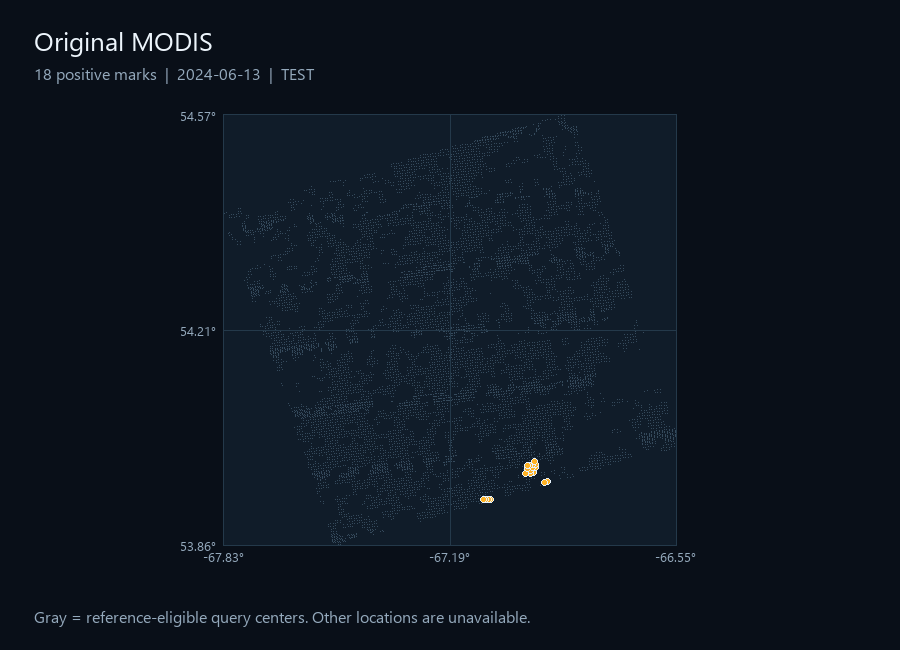 Original MODIS
18 positive marks | 2024-06-13 | TEST
54.57°
54.21°
53.86°
-67.83° -67.19° -66.55°
Gray = reference-eligible query centers. Other locations are unavailable.